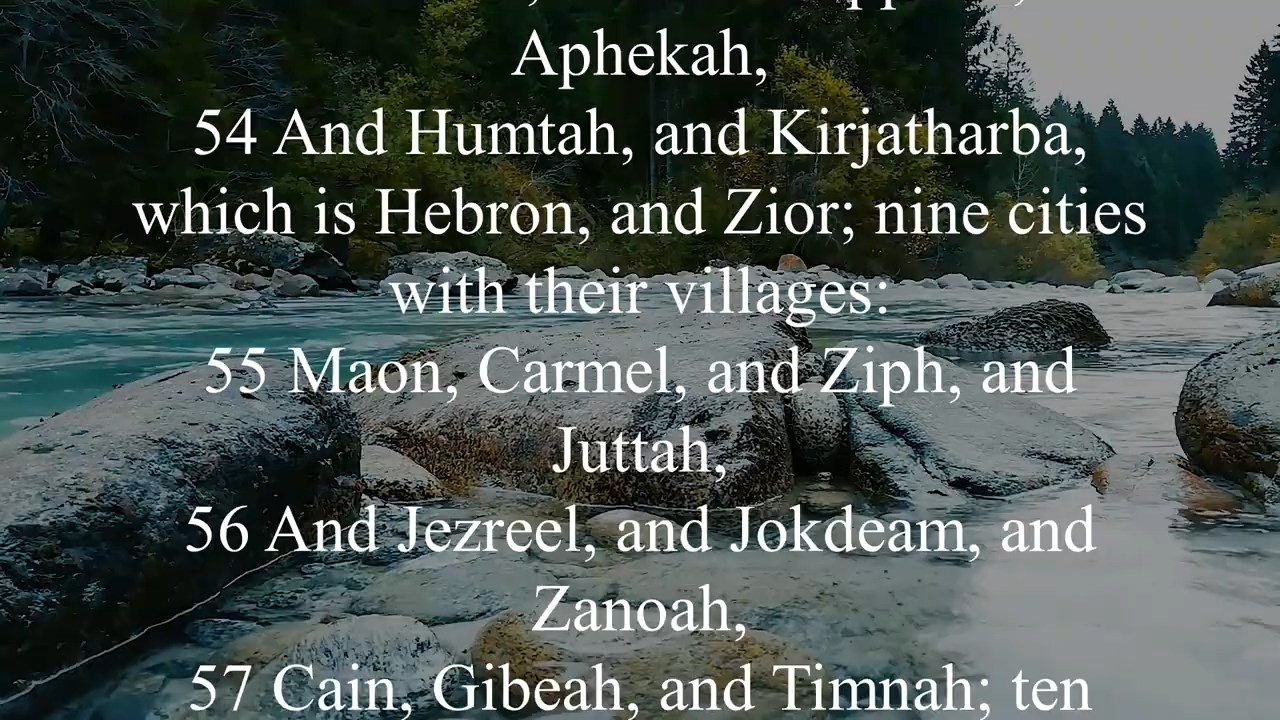 Aphekah,
54 And Humtah, and Kirjatharba,
which is Hebron, and Zior; nine cities
with their villages:
55 Maon, Carmel, and Ziph, and
Juttah,
56 And Jezreel, and Jokdeam, and
Zanoah,
57 Cain, Gibeah, and Timnah; ten